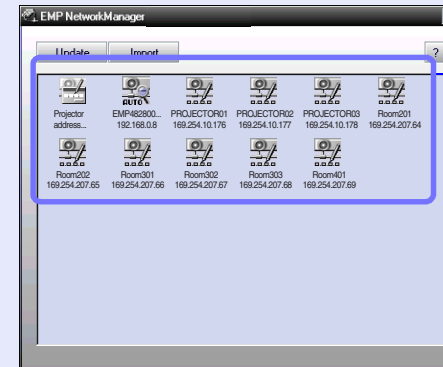 EMP NetworkManager
Update Import ?
AUTO
Projector address...
EMP482800... 192.168.0.8
PROJECTOR01 169.254.10.176
PROJECTOR02 169.254.10.177
PROJECTOR03 169.254.10.178
Room201 169.254.207.64
Room202 169.254.207.65
Room301 169.254.207.66
Room302 169.254.207.67
Room303 169.254.207.68
Room401 169.254.207.69